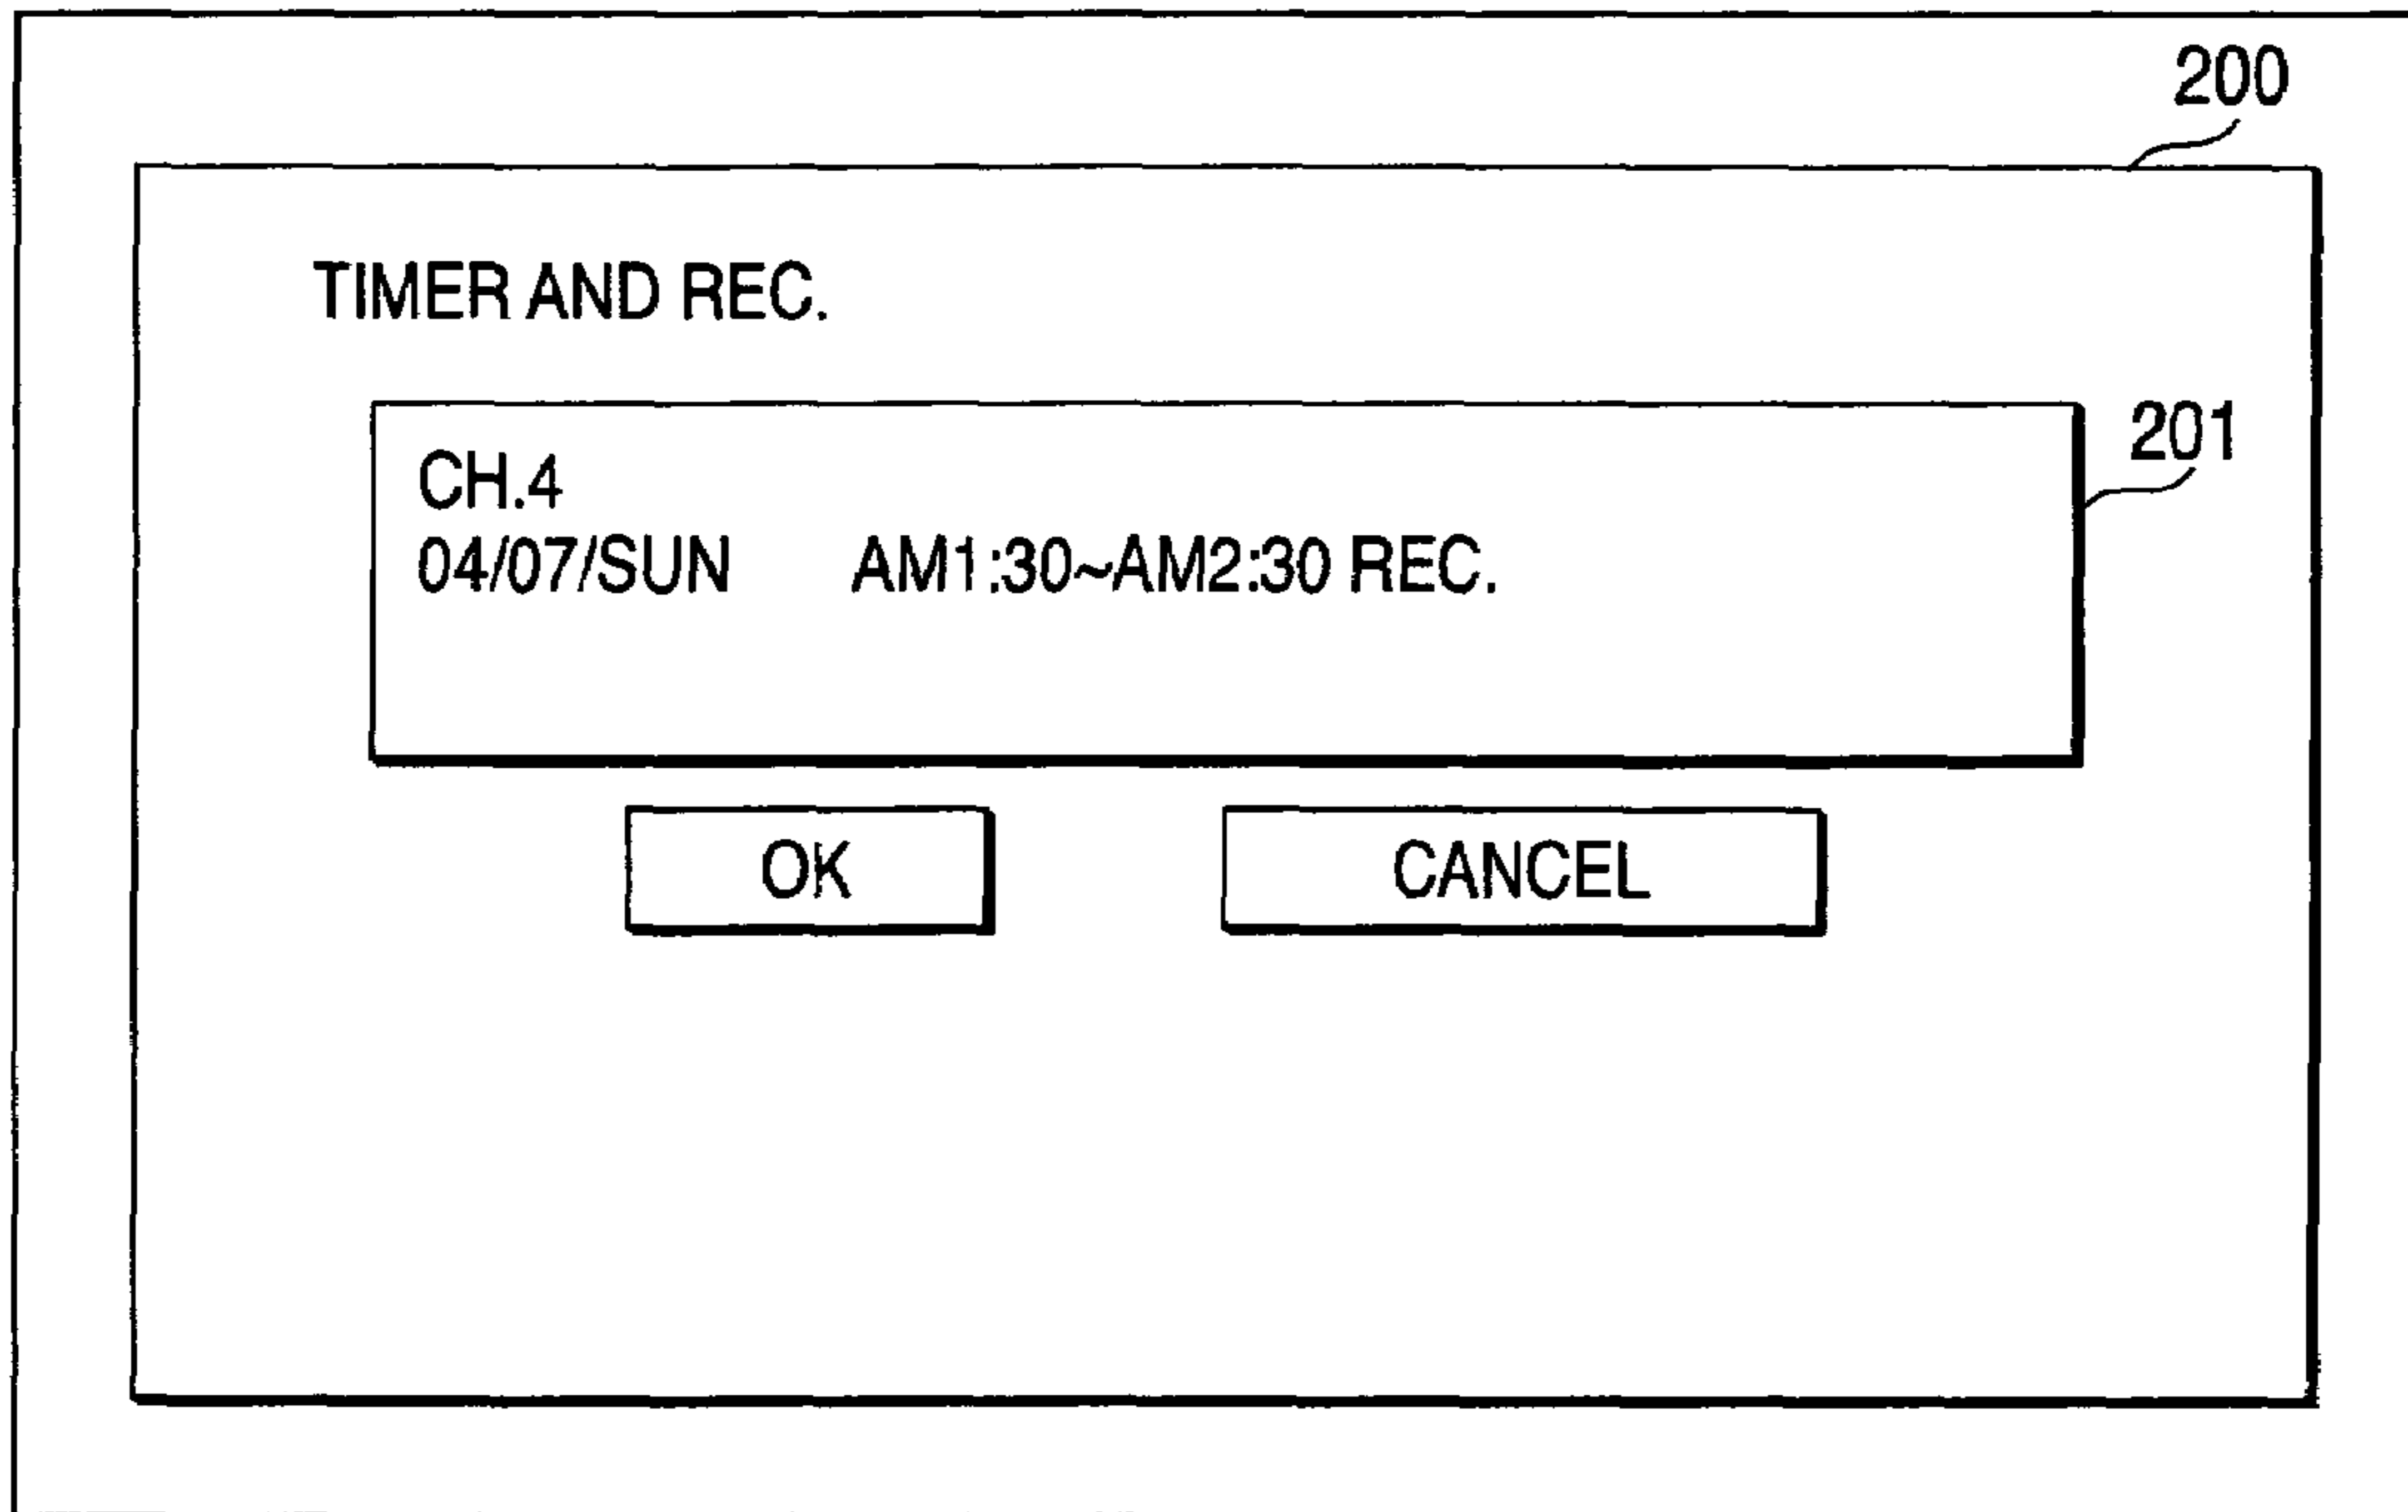 200
TIMER AND REC.
201
CH.4
04/07/SUN AM1:30~AM2:30 REC.
OK
CANCEL